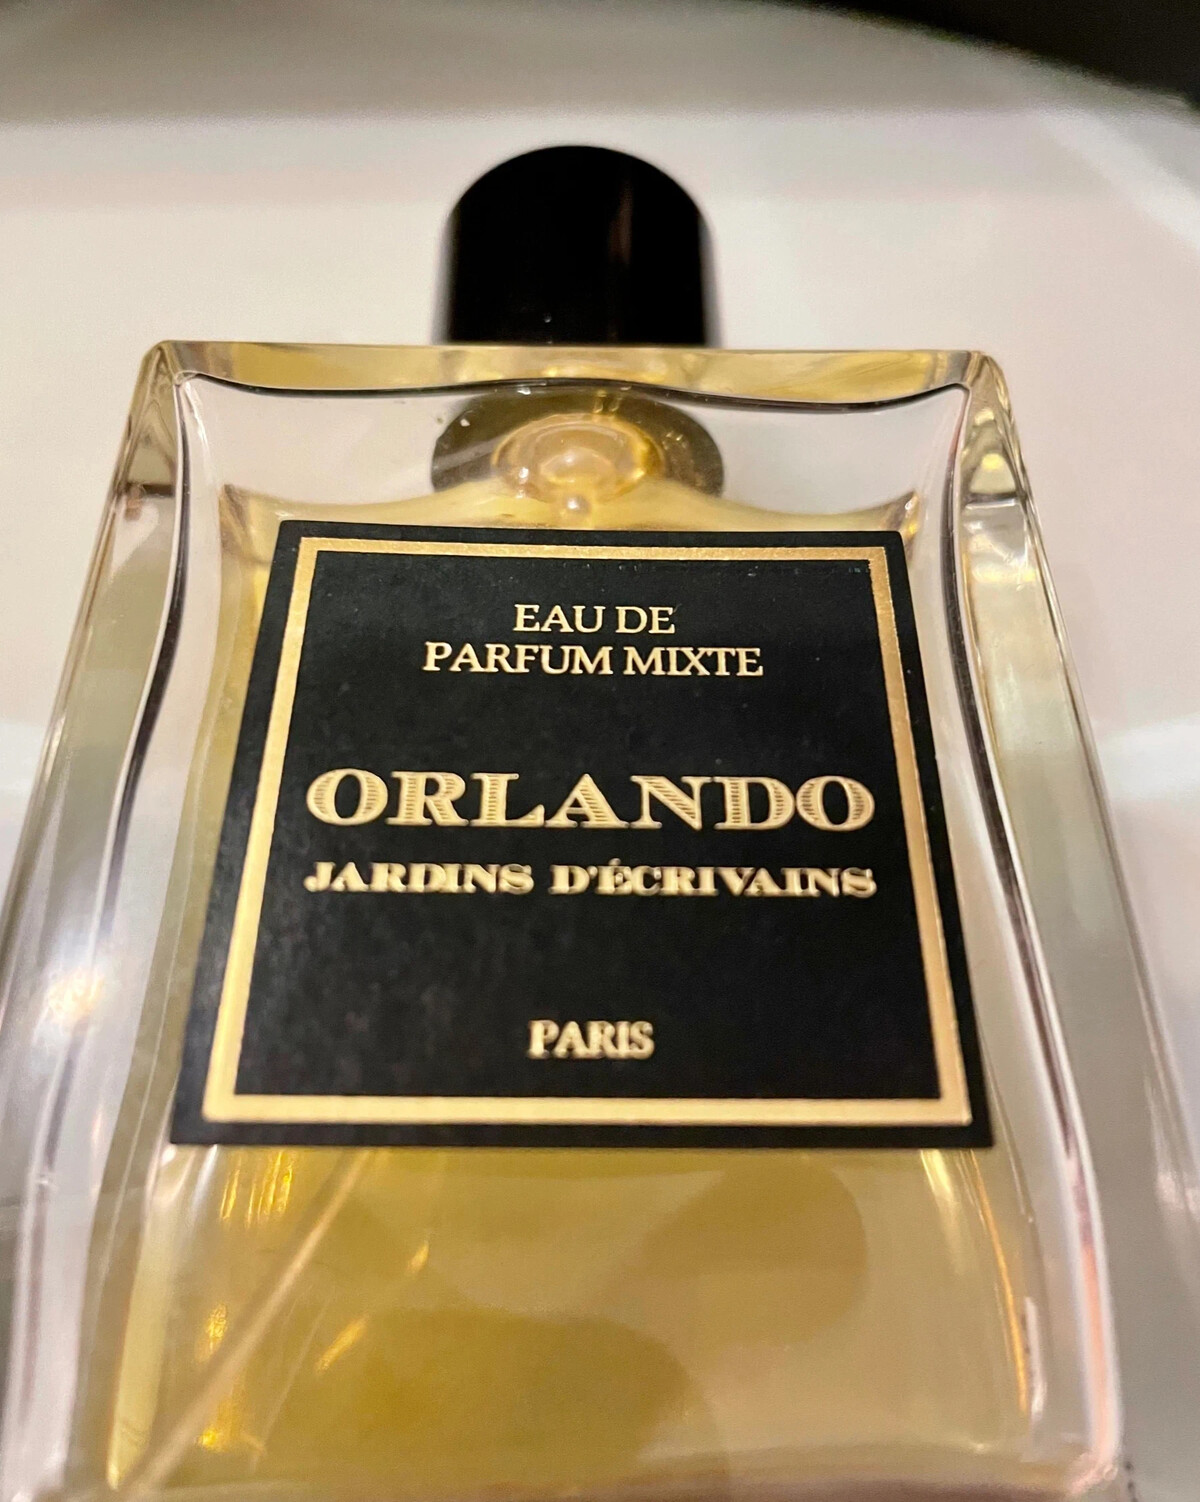 EAU DE
PARFUM MIXTE
ORLANDO
JARDINS D'ÉCRIVAINS
PARIS